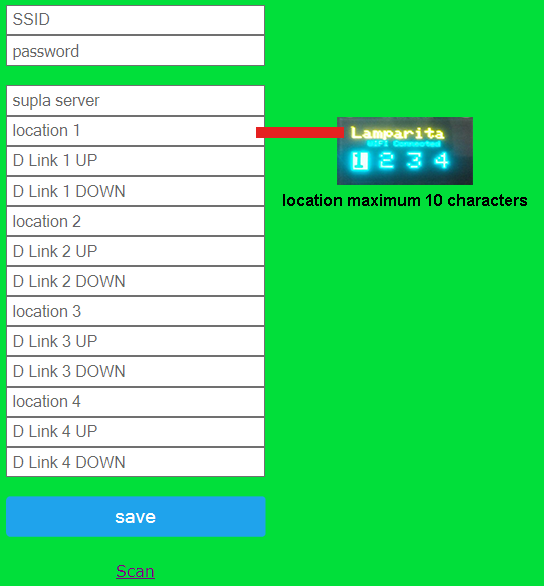 SSID
password
supla server
location 1
D Link 1 UP
D Link 1 DOWN
location 2
D Link 2 UP
D Link 2 DOWN
location 3
D Link 3 UP
D Link 3 DOWN
location 4
D Link 4 UP
D Link 4 DOWN
save
Scan
Lamparita
WIFI Connected
1 2 3 4
location maximum 10 characters